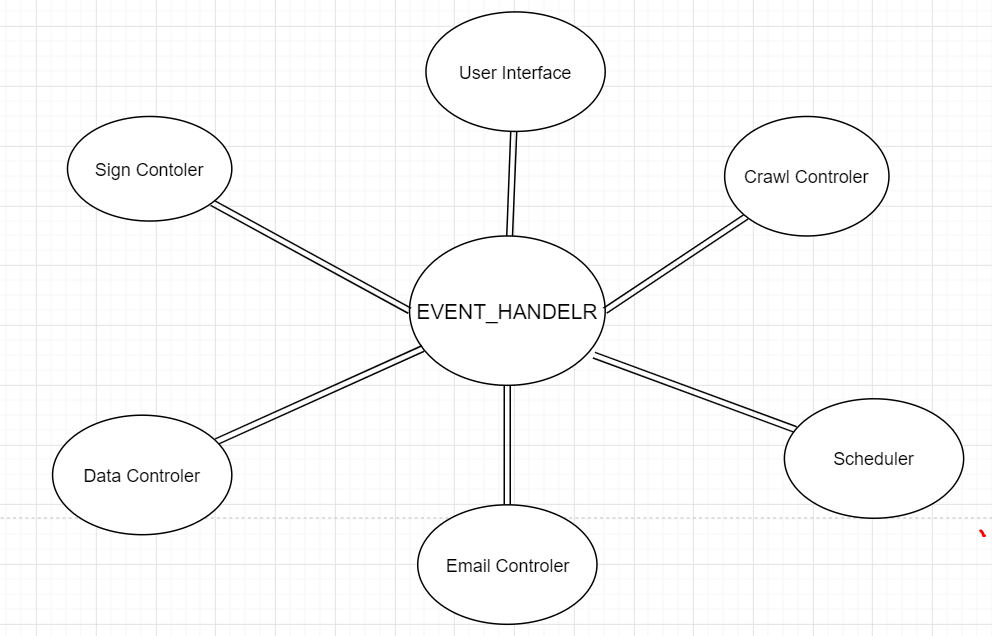 User Interface
Sign Contoler
Crawl Controler
EVENT_HANDELR
Data Controler
Scheduler
Email Controler